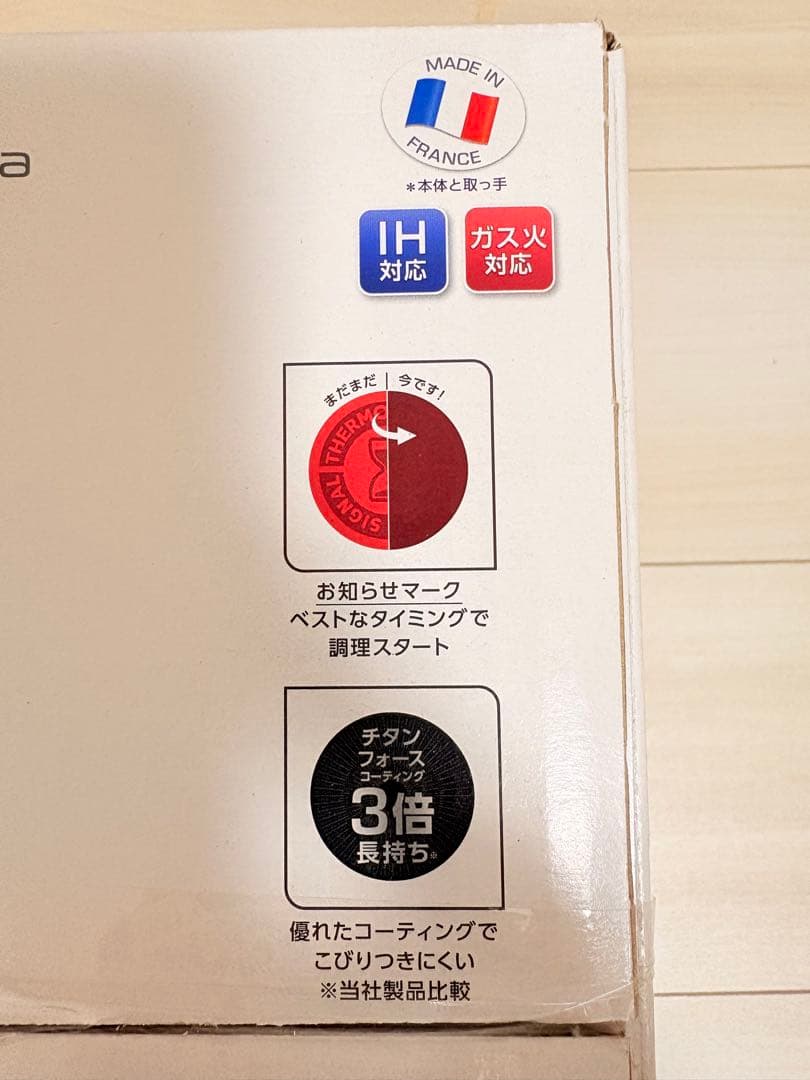 a
MADE IN
FRANCE
*本体と取っ手
IH
対応
ガス火
対応
まだまだ | 今です!
THERMO
SIGNAL
お知らせマーク
ベストなタイミングで
調理スタート
チタン
フォース
コーティング
3倍
長持ち※
優れたコーティングで
こびりつきにくい
※当社製品比較